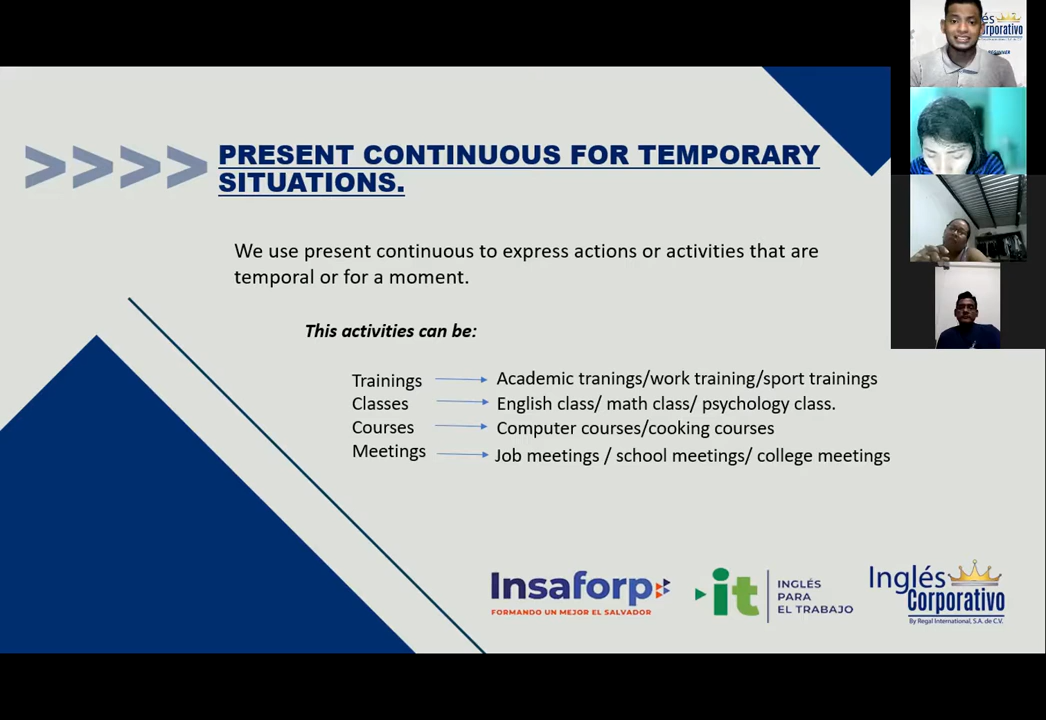 >>>> PRESENT CONTINUOUS FOR TEMPORARY
SITUATIONS.
We use present continuous to express actions or activities that are
temporal or for a moment.
This activities can be:
Trainings Academic tranings/work training/sport trainings
Classes English class/ math class/ psychology class.
Courses Computer courses/cooking courses
Meetings Job meetings / school meetings/ college meetings
Insaforp
FORMANDO UN MEJOR EL SALVADOR
it
INGLÉS
PARA
EL TRABAJO
Inglés
Corporativo
By Regal International, S.A. de C.V.